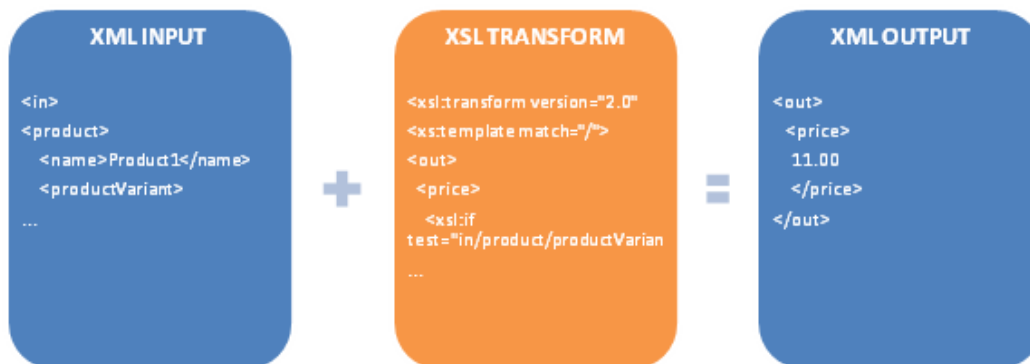 XML INPUT
<in>
<product>
<name>Product1</name>
<productVariant>
...
XSL TRANSFORM
<xsl:transform version="2.0"
<xs:template match="/">
<out>
<price>
<xsl:if
test="in/product/productVarian
...
XML OUTPUT
<out>
<price>
11.00
</price>
</out>